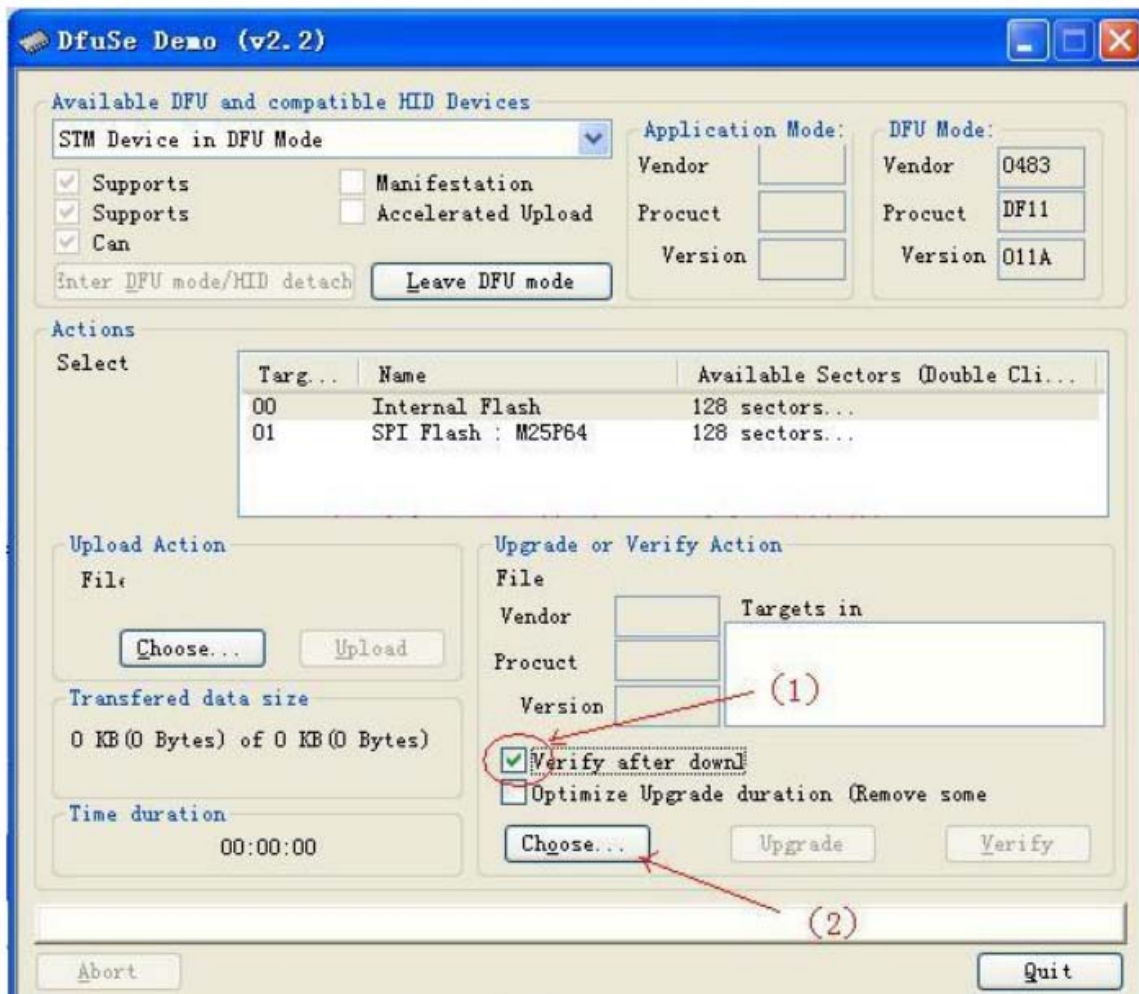 DfuSe Demo (v2.2)
Available DFU and compatible HID Devices
STM Device in DFU Mode
Supports
Manifestation
Supports
Accelerated Upload
Can
Enter DFU mode/HID detach
Leave DFU mode
Application Mode:
Vendor
Procuct
Version
DFU Mode:
Vendor 0483
Procuct DF11
Version 011A
Actions
Select
Targ... Name Available Sectors (Double Cli...
00 Internal Flash 128 sectors...
01 SPI Flash : M25P64 128 sectors...
Upload Action
File
Choose...
Upload
Transfered data size
0 KB(0 Bytes) of 0 KB(0 Bytes)
Time duration
00:00:00
Upgrade or Verify Action
File
Vendor
Targets in
Procuct
Version
(1)
Verify after downl
Optimize Upgrade duration (Remove some
Choose...
Upgrade
Verify
(2)
Abort
Quit